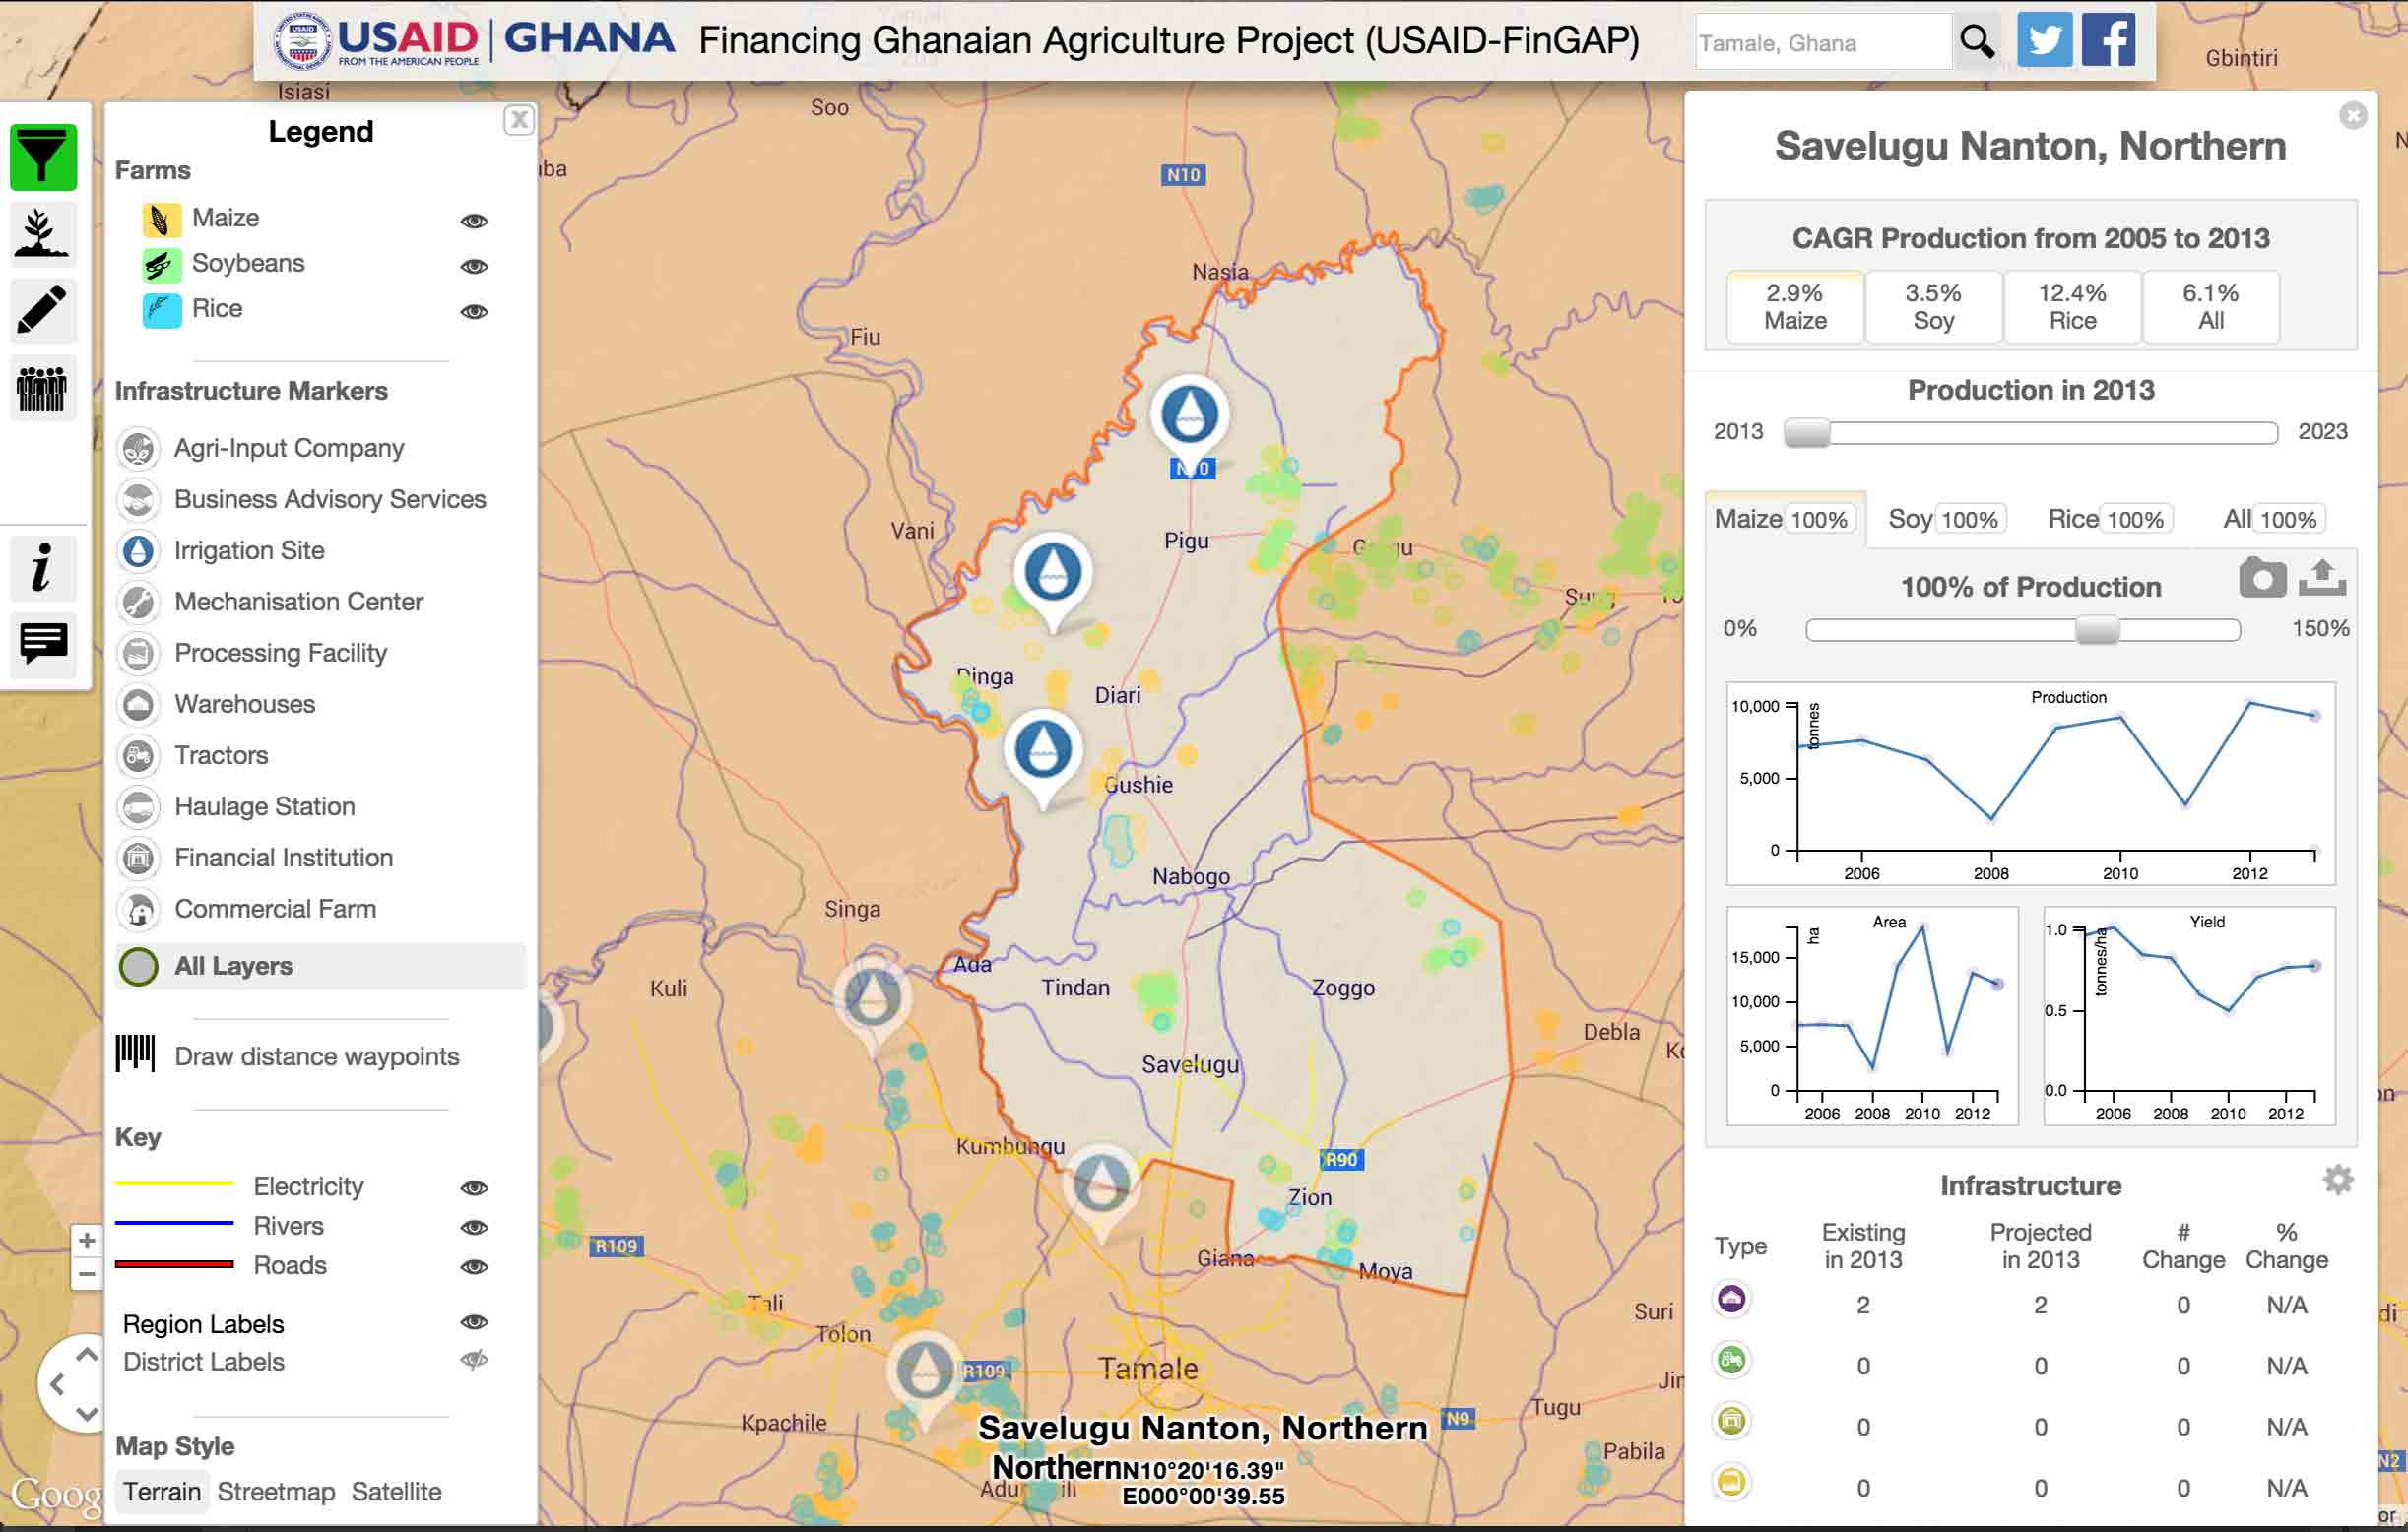 USAID | GHANA
FROM THE AMERICAN PEOPLE
Financing Ghanaian Agriculture Project (USAID-FinGAP)
Tamale, Ghana
Legend
X
Farms
Maize
Soybeans
Rice
Infrastructure Markers
Agri-Input Company
Business Advisory Services
Irrigation Site
Mechanisation Center
Processing Facility
Warehouses
Tractors
Haulage Station
Financial Institution
Commercial Farm
All Layers
Draw distance waypoints
Key
Electricity
Rivers
Roads
Region Labels
District Labels
Map Style
Terrain Streetmap Satellite
i
+
−
Goog
Isiasi
Soo
Gbintiri
N10
Nasia
Fiu
Vani
N10
Pigu
Dinga
Diari
Gushie
Nabogo
Singa
Ada
Kuli
Tindan
Zoggo
Debla
Savelugu
Kumbungu
R90
Zion
R109
Giana
Moya
Tali
Suri
Tolon
R109
Tamale
Kpachile
N9
Tugu
Pabila
N2
Savelugu Nanton, Northern
Northern N10°20'16.39"
E000°00'39.55
Savelugu Nanton, Northern
CAGR Production from 2005 to 2013
2.9% 3.5% 12.4% 6.1%
Maize Soy Rice All
Production in 2013
2013 2023
Maize 100% Soy 100% Rice 100% All 100%
100% of Production
0% 150%
Production
tonnes
10,000
5,000
0
2006 2008 2010 2012
Area
ha
15,000
10,000
5,000
0
2006 2008 2010 2012
Yield
tonnes/ha
1.0
0.5
0.0
2006 2008 2010 2012
Infrastructure
Type Existing in 2013 Projected in 2013 # Change % Change
2 2 0 N/A
0 0 0 N/A
0 0 0 N/A
0 0 0 N/A